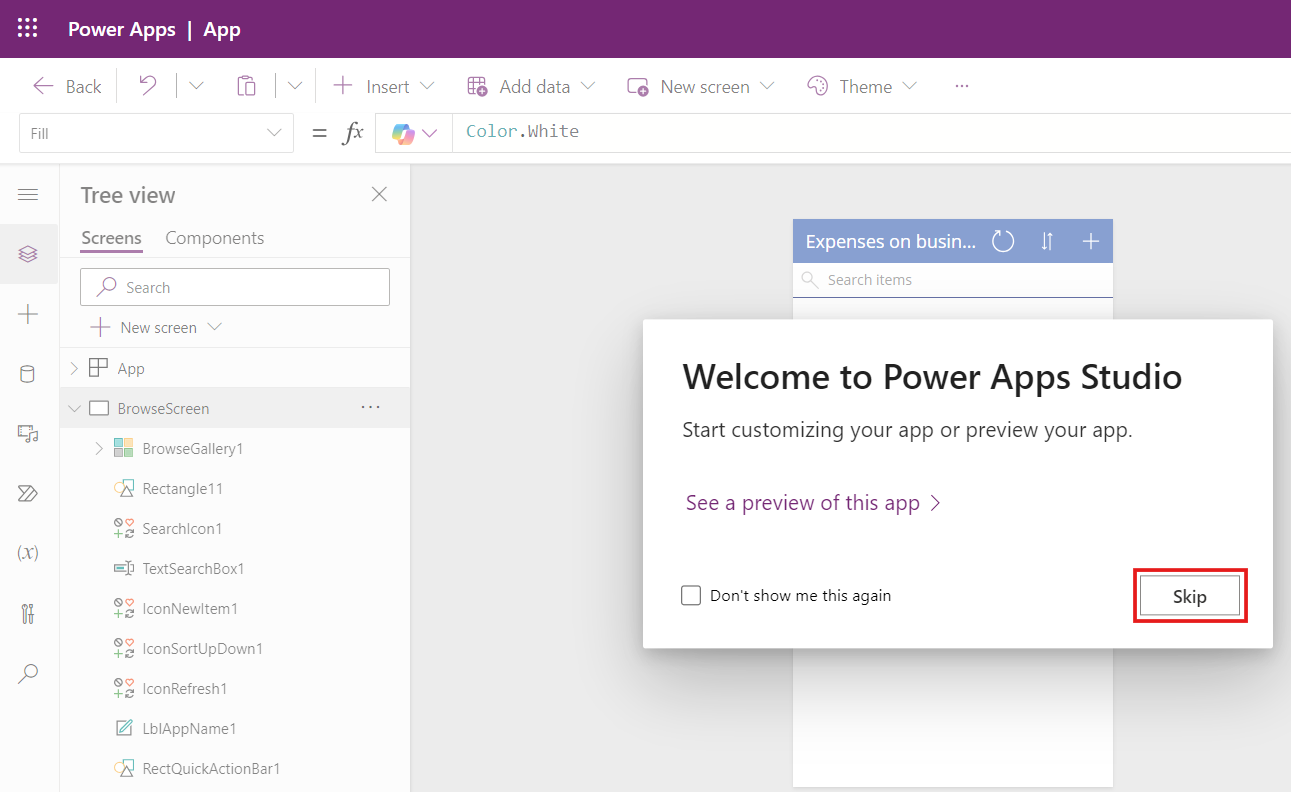 Power Apps | App
Back
Insert
Add data
New screen
Theme
...
Fill
= fx
Color.White
Tree view
Screens
Components
Search
New screen
App
BrowseScreen
...
BrowseGallery1
Rectangle11
SearchIcon1
TextSearchBox1
IconNewItem1
IconSortUpDown1
IconRefresh1
LblAppName1
RectQuickActionBar1
(x)
Expenses on busin...
Search items
Welcome to Power Apps Studio
Start customizing your app or preview your app.
See a preview of this app
Don't show me this again
Skip